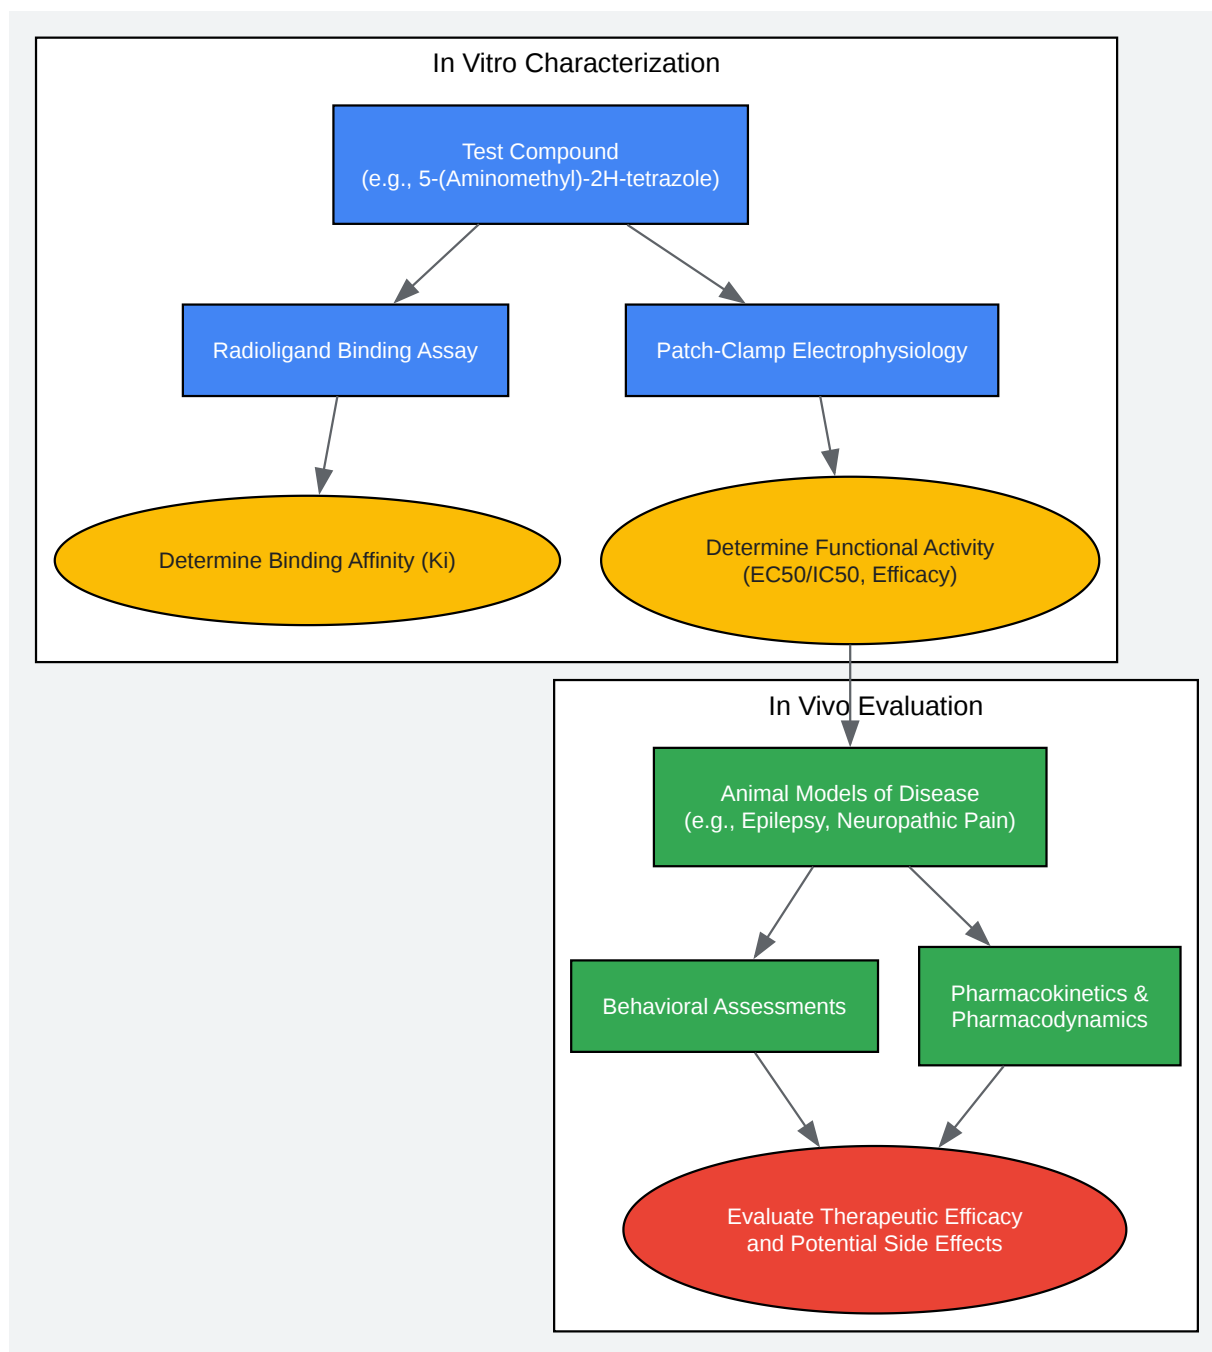 In Vitro Characterization
Test Compound
(e.g., 5-(Aminomethyl)-2H-tetrazole)
Radioligand Binding Assay
Patch-Clamp Electrophysiology
Determine Binding Affinity (Ki)
Determine Functional Activity
(EC50/IC50, Efficacy)
In Vivo Evaluation
Animal Models of Disease
(e.g., Epilepsy, Neuropathic Pain)
Behavioral Assessments
Pharmacokinetics &
Pharmacodynamics
Evaluate Therapeutic Efficacy
and Potential Side Effects